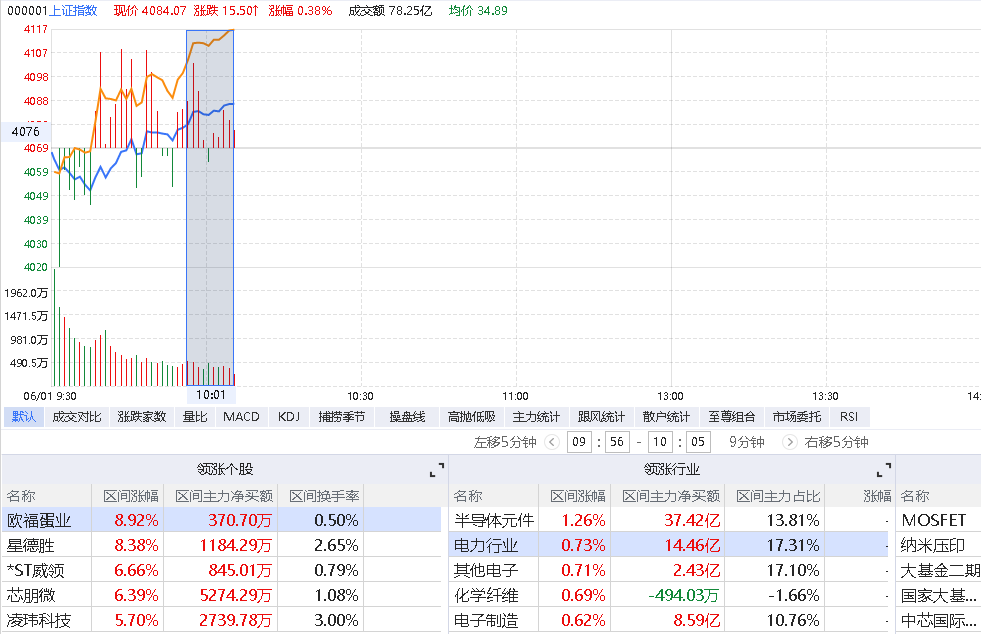 000001上证指数 现价 4084.07 涨跌 15.50↑ 涨幅 0.38% 成交额 78.25亿 均价 34.89
4117
4107
4098
4088
4076
4069
4059
4049
4039
4030
4020
1962.0万
1471.5万
981.0万
490.5万
06/01 9:30 10:01 10:30 11:00 13:00 13:30 14:
默认 成交对比 涨跌家数 量比 MACD KDJ 捕捞季节 操盘线 高抛低吸 主力统计 跟风统计 散户统计 至尊组合 市场委托 RSI
左移5分钟 09 : 56 - 10 : 05 9分钟 右移5分钟
领涨个股 领涨行业
名称 区间涨幅 区间主力净买额 区间换手率 名称 区间涨幅 区间主力净买额 区间主力占比 涨幅 名称
欧福蛋业 8.92% 370.70万 0.50% 半导体元件 1.26% 37.42亿 13.81% - MOSFET
星德胜 8.38% 1184.29万 2.65% 电力行业 0.73% 14.46亿 17.31% - 纳米压印
*ST威领 6.66% 845.01万 0.79% 其他电子 0.71% 2.43亿 17.10% - 大基金二期
芯朋微 6.39% 5274.29万 1.08% 化学纤维 0.69% -494.03万 -1.66% - 国家大基...
凌玮科技 5.70% 2739.78万 3.00% 电子制造 0.62% 8.59亿 10.76% - 中芯国际...